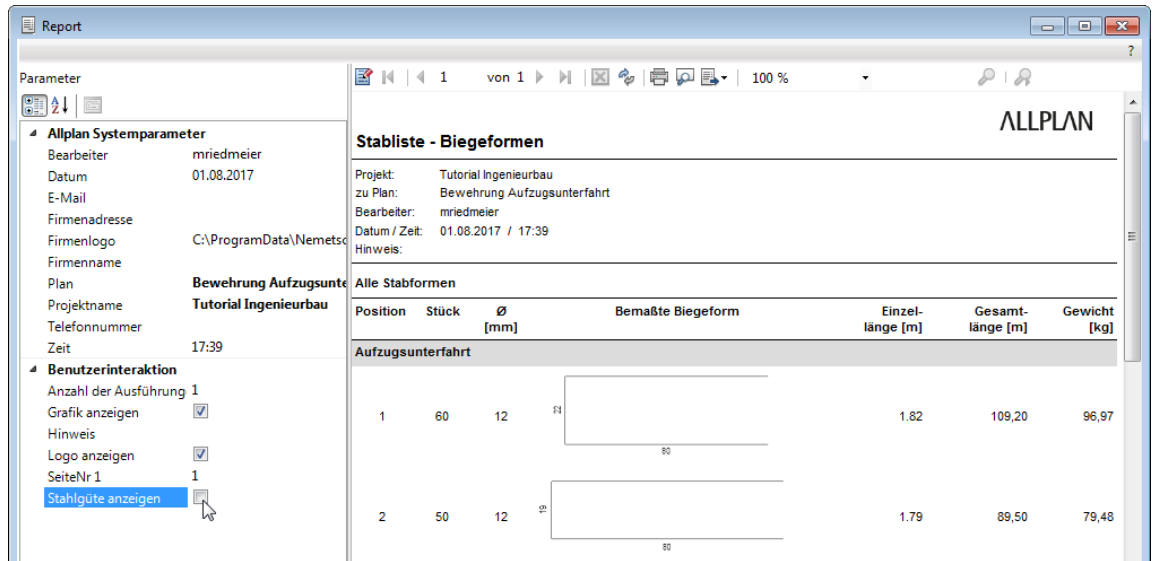 Report
?
Parameter
1 von 1 100 %
Allplan Systemparameter
Bearbeiter mriedmeier
Datum 01.08.2017
E-Mail
Firmenadresse
Firmenlogo C:\ProgramData\Nemetsc
Firmenname
Plan Bewehrung Aufzugsunte
Projektname Tutorial Ingenieurbau
Telefonnummer
Zeit 17:39
Benutzerinteraktion
Anzahl der Ausführung 1
Grafik anzeigen
Hinweis
Logo anzeigen
SeiteNr 1 1
Stahlgüte anzeigen
ALLPLAN
Stabliste - Biegeformen
Projekt: Tutorial Ingenieurbau
zu Plan: Bewehrung Aufzugsunterfahrt
Bearbeiter: mriedmeier
Datum / Zeit: 01.08.2017 / 17:39
Hinweis:
Alle Stabformen
Position Stück Ø Bemaßte Biegeform Einzel- Gesamt- Gewicht
[mm] länge [m] länge [m] [kg]
Aufzugsunterfahrt
22
1 60 12 1.82 109,20 96,97
80
19
2 50 12 1.79 89,50 79,48
80